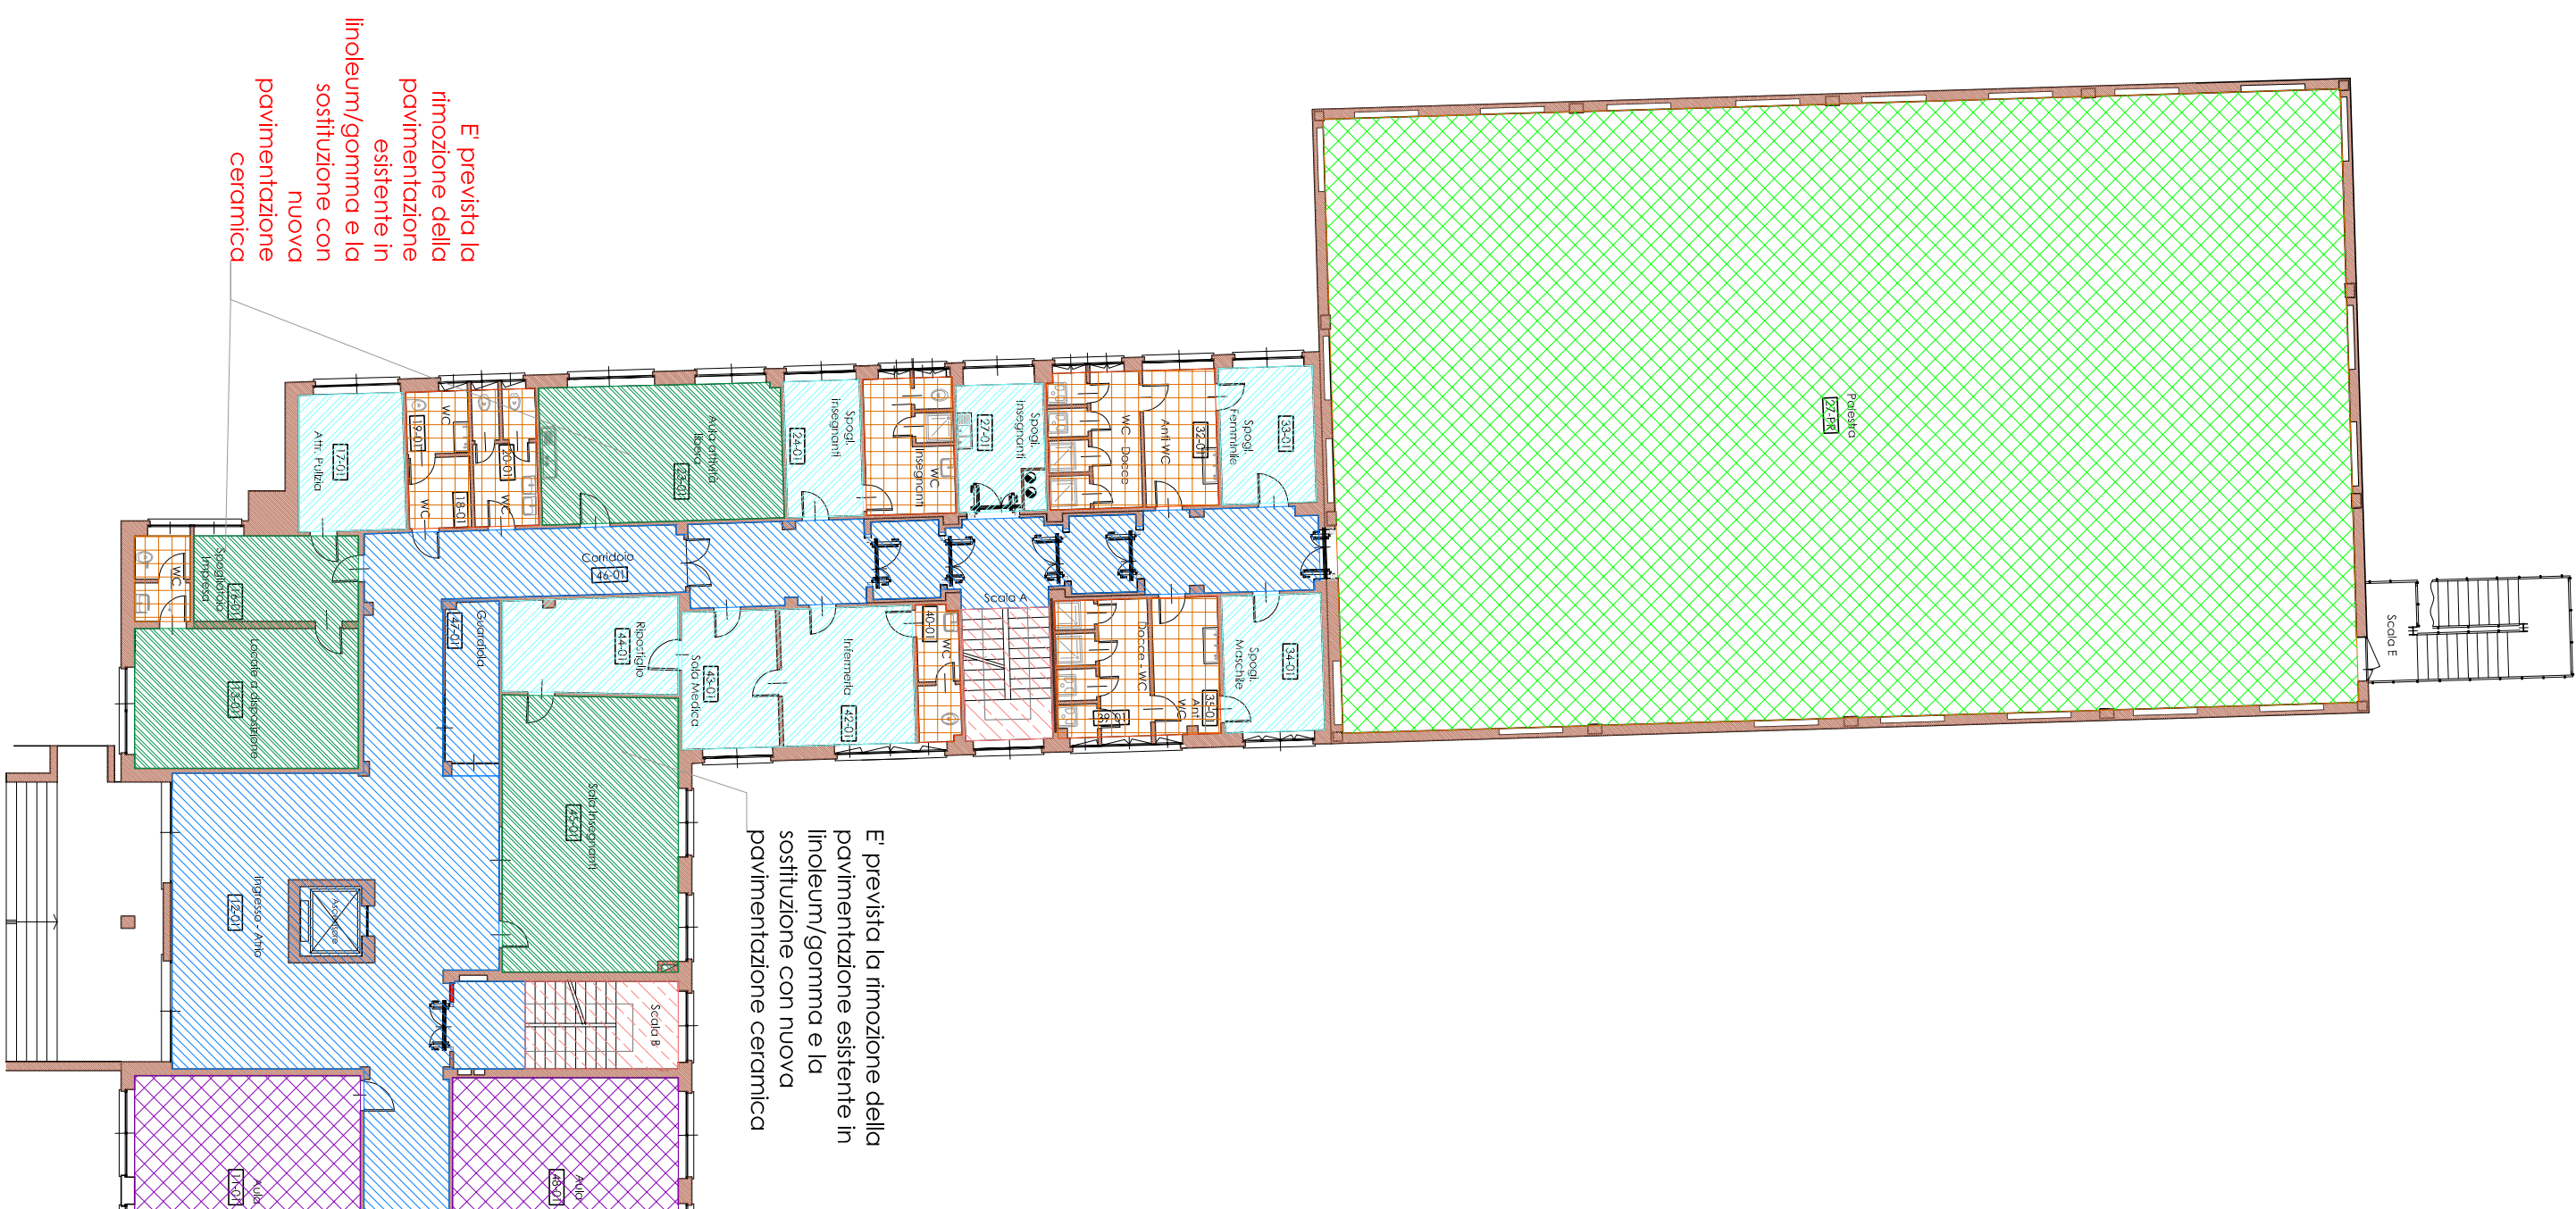 E' prevista la
rimozione della
pavimentazione
esistente in
linoleum/gomma e la
sostituzione con
nuova
pavimentazione
ceramica
Palestra
27-PR
Scala E
33-01
Spogl.
Femminile
32-01
Anti-WC
WC - Docce
Spogl.
insegnanti
27-01
WC
insegnanti
Spogl.
insegnanti
24-01
Aula attività
libera
23-01
20-01
WC
WC
19-01
18-01
WC
17-01
Attr. Pulizia
Corridoio
46-01
Scala A
34-01
Spogl.
Maschile
35-01
Anti
WC
Docce - WC
40-01
WC
Infermeria
42-01
43-01
Sala Medica
Ripostiglio
44-01
Guardiola
47-01
Spogliatoio
Impresa
16-01
WC
Locale a disposizione
13-01
Sala Insegnanti
45-01
E' prevista la rimozione della
pavimentazione esistente in
linoleum/gomma e la
sostituzione con nuova
pavimentazione ceramica
Ingresso - Atrio
12-01
Ascensore
Scala B
Aula
11-01
Aula
48-01